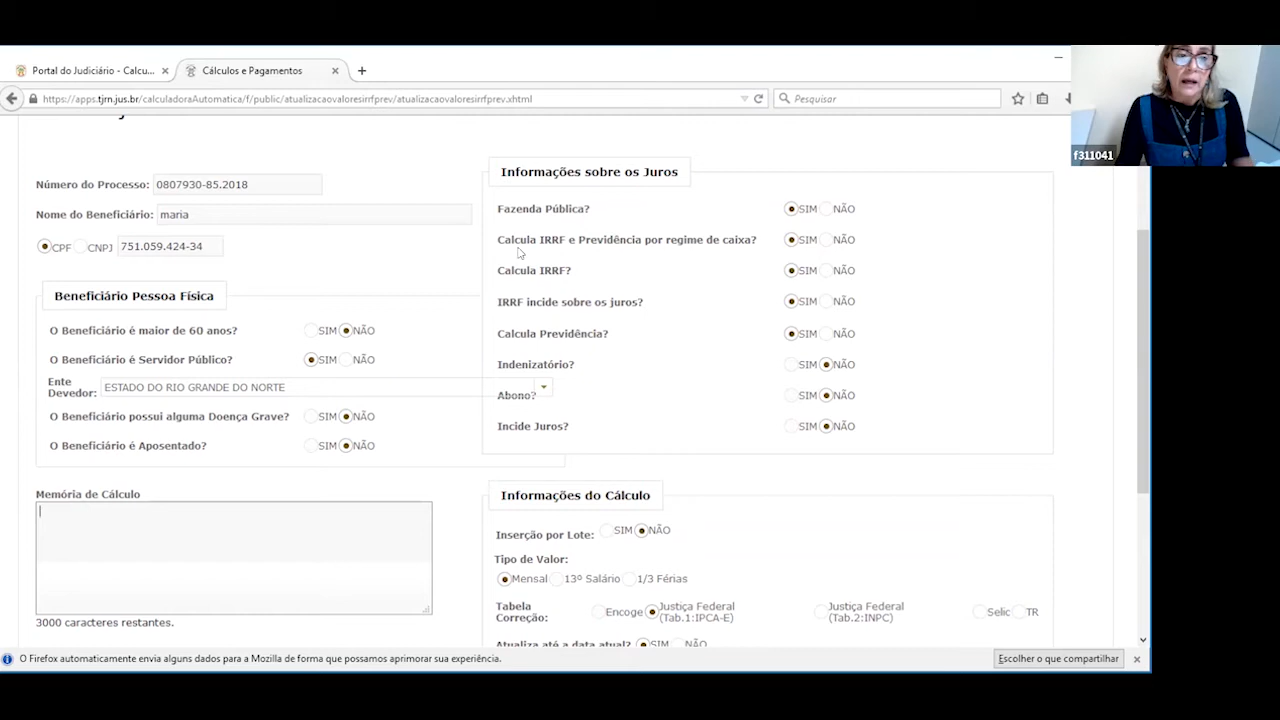 Portal do Judiciário - Calcu...
Cálculos e Pagamentos
https://apps.tjrn.jus.br/calculadoraAutomatica/f/public/atualizacaovaloresirrfprev/atualizacaovaloresirrfprev.xhtml
Pesquisar
f311041
Número do Processo: 0807930-85.2018
Nome do Beneficiário: maria
CPF CNPJ 751.059.424-34
Beneficiário Pessoa Física
O Beneficiário é maior de 60 anos? SIM NÃO
O Beneficiário é Servidor Público? SIM NÃO
Ente Devedor: ESTADO DO RIO GRANDE DO NORTE
O Beneficiário possui alguma Doença Grave? SIM NÃO
O Beneficiário é Aposentado? SIM NÃO
Memória de Cálculo
3000 caracteres restantes.
Informações sobre os Juros
Fazenda Pública? SIM NÃO
Calcula IRRF e Previdência por regime de caixa? SIM NÃO
Calcula IRRF? SIM NÃO
IRRF incide sobre os juros? SIM NÃO
Calcula Previdência? SIM NÃO
Indenizatório? SIM NÃO
Abono? SIM NÃO
Incide Juros? SIM NÃO
Informações do Cálculo
Inserção por Lote: SIM NÃO
Tipo de Valor:
Mensal 13º Salário 1/3 Férias
Tabela Correção: Encoge Justiça Federal (Tab.1:IPCA-E) Justiça Federal (Tab.2:INPC) Selic TR
Atualiza até a data atual? SIM NÃO
O Firefox automaticamente envia alguns dados para a Mozilla de forma que possamos aprimorar sua experiência.
Escolher o que compartilhar